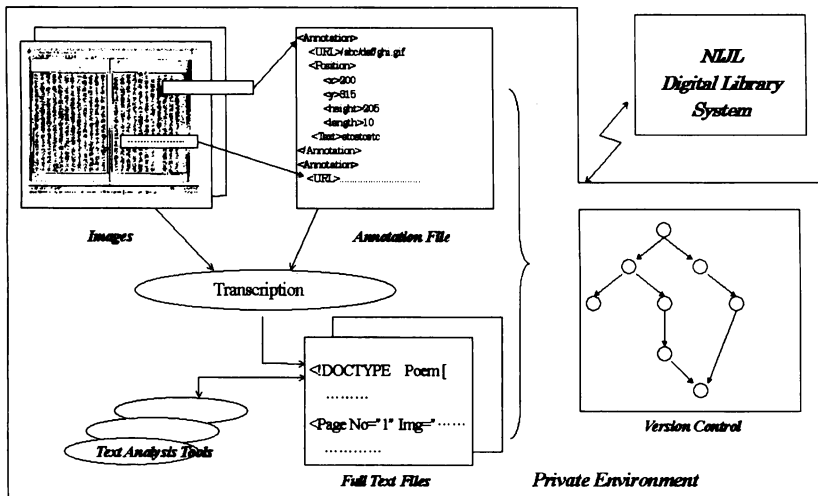 <Annotation>
<URL>/abc/def/ghi.gif
<Position>
<x>200
<y>815
<height>205
<length>10
<Text>etostostc
</Annotation>
<Annotation>
<URL>....................
NIJL
Digital Library
System
Images
Annotation File
Transcription
<!DOCTYPE Poem [
.........
<Page No="1" Img=" ......
............
Text Analysis Tools
Full Text Files
Version Control
Private Environment